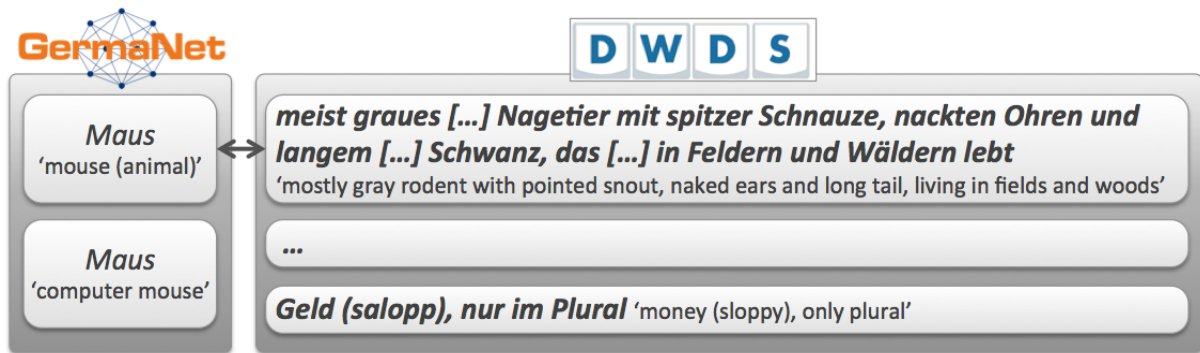 GermaNet
DWDS
Maus
‘mouse (animal)’
Maus
‘computer mouse’
meist graues […] Nagetier mit spitzer Schnauze, nackten Ohren und
langem […] Schwanz, das […] in Feldern und Wäldern lebt
‘mostly gray rodent with pointed snout, naked ears and long tail, living in fields and woods’
…
Geld (salopp), nur im Plural ‘money (sloppy), only plural’